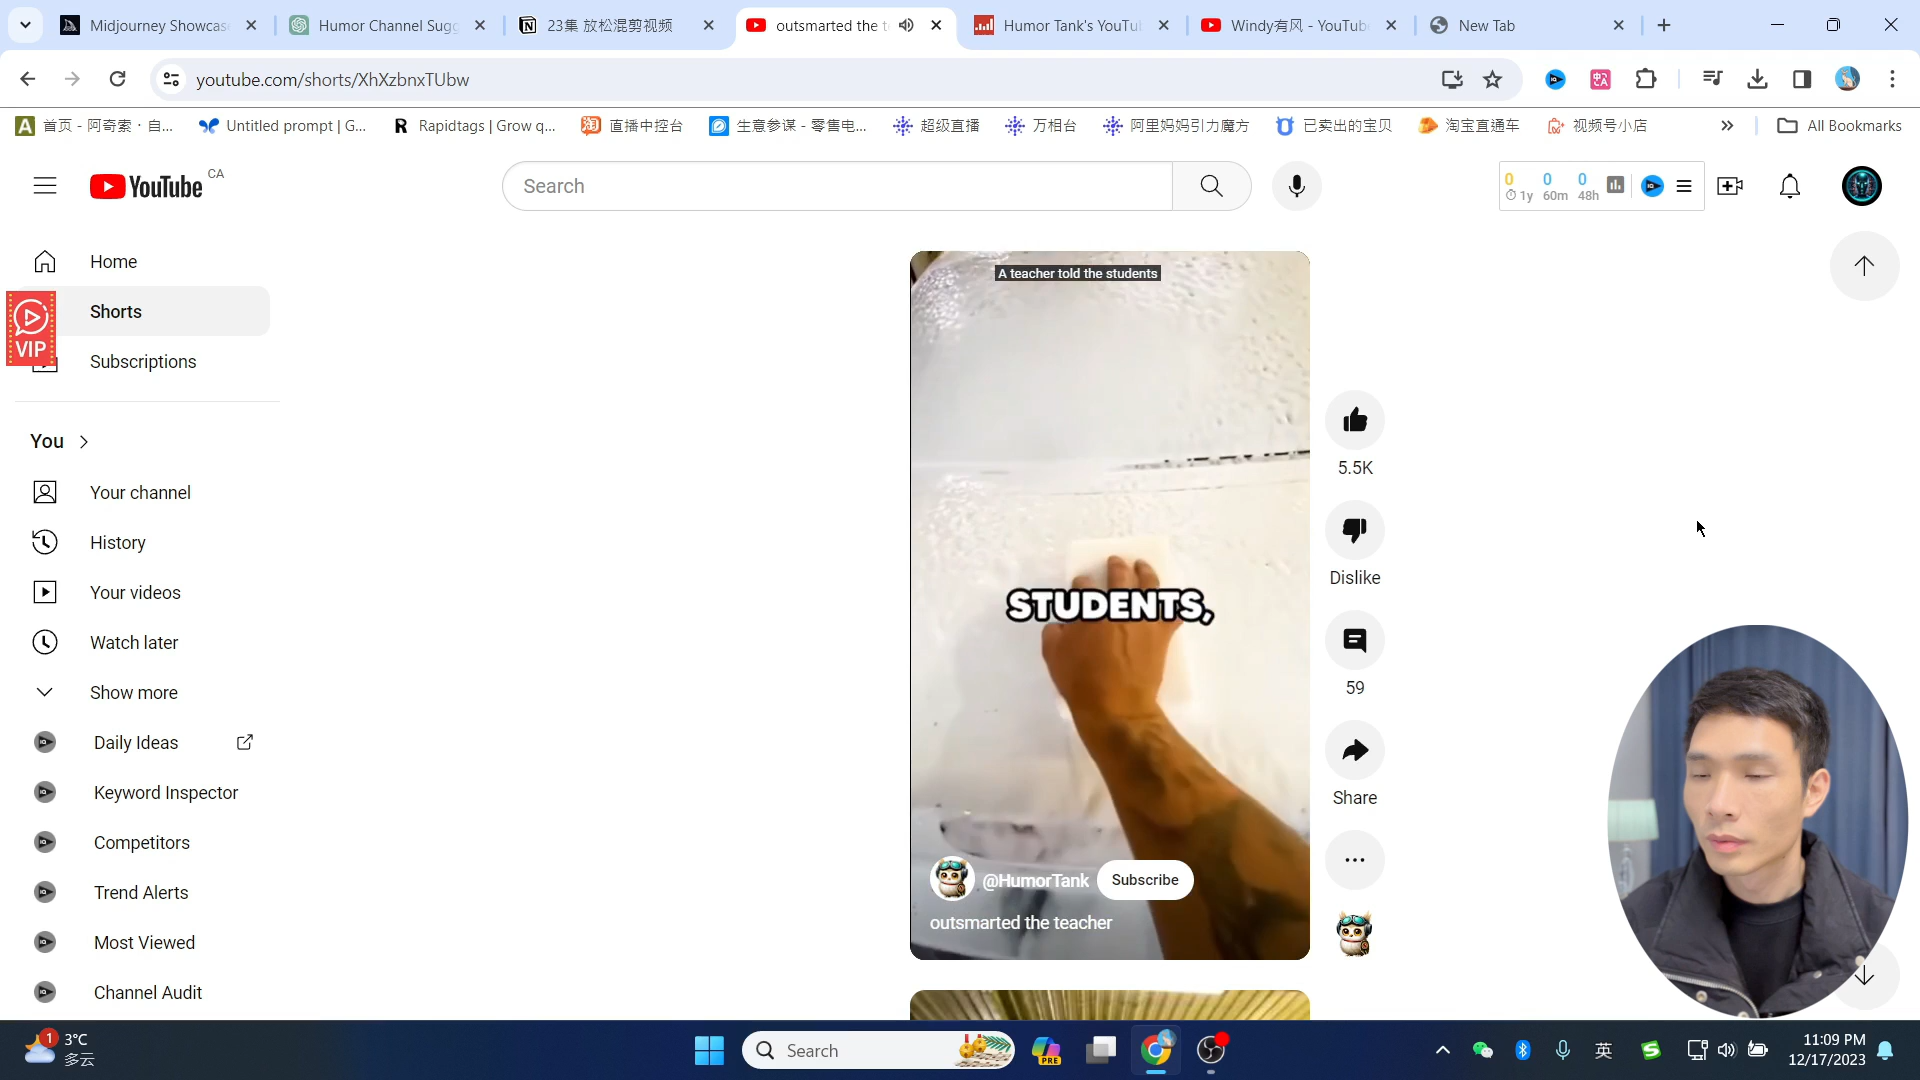 Midjourney Showcas
Humor Channel Sugg
23集 放松混剪视频
outsmarted the t
Humor Tank's YouTu
Windy有风 - YouTub
New Tab
youtube.com/shorts/XhXzbnxTUbw
首页 - 阿奇索 · 自...
Untitled prompt | G...
Rapidtags | Grow q...
直播中控台
生意参谋 - 零售电...
超级直播
万相台
阿里妈妈引力魔方
已卖出的宝贝
淘宝直通车
视频号小店
All Bookmarks
YouTube CA
Search
0 0 0
1y 60m 48h
Home
Shorts
VIP
Subscriptions
You
Your channel
History
Your videos
Watch later
Show more
Daily Ideas
Keyword Inspector
Competitors
Trend Alerts
Most Viewed
Channel Audit
A teacher told the students
STUDENTS,
@HumorTank
Subscribe
outsmarted the teacher
5.5K
Dislike
59
Share
1
3°C
多云
Search
PRE
英
11:09 PM
12/17/2023